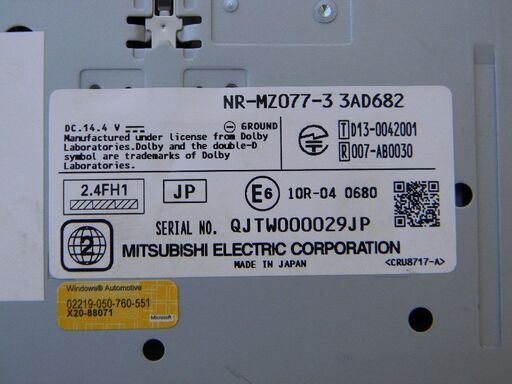 NR-MZ077-3 3AD682
DC.14.4 V
GROUND
Manufactured under license from Dolby
Laboratories.Dolby and the double-D
symbol are trademarks of Dolby
Laboratories.
T D13-0042001
R 007-AB0030
2.4FH1
JP
E6
10R-04 0680
SERIAL NO. QJTW000029JP
2
MITSUBISHI ELECTRIC CORPORATION
MADE IN JAPAN
<CRU8717-A>
Windows® Automotive
02219-050-760-551
X20-88071
Microsoft